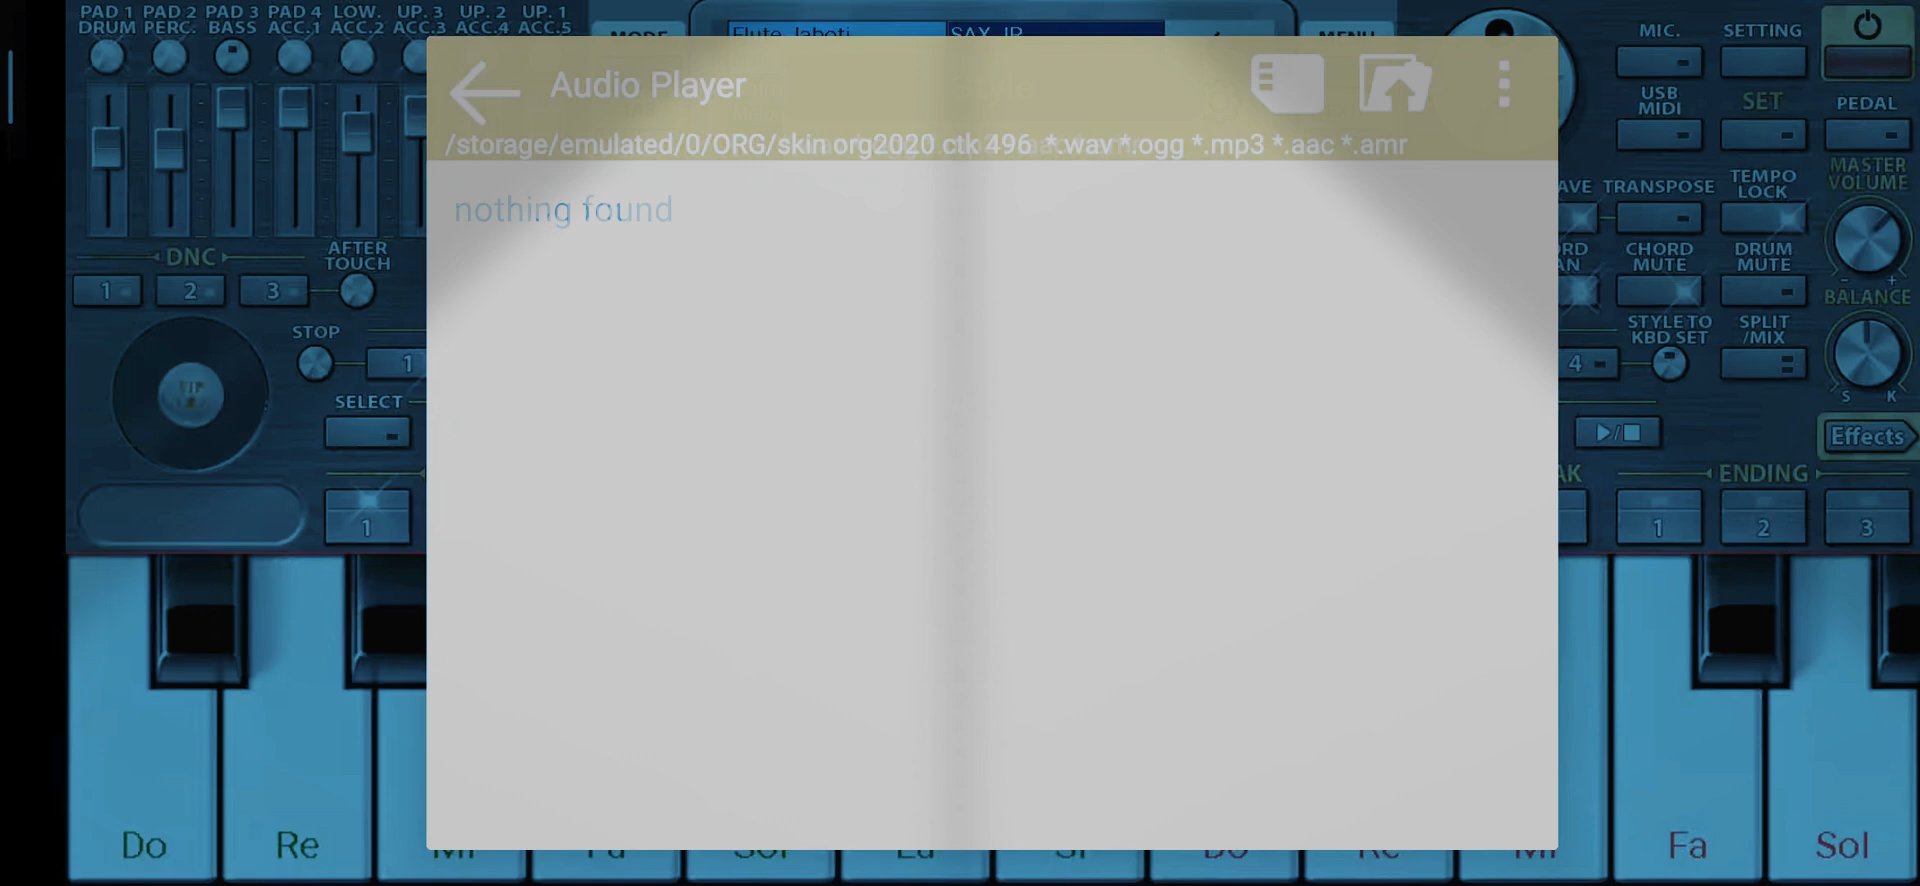 PAD 1 PAD 2 PAD 3 PAD 4 LOW. UP. 3 UP. 2 UP. 1
DRUM PERC. BASS ACC.1 ACC.2 ACC.3 ACC.4 ACC.5
MIC. SETTING
Audio Player
USB MIDI SET PEDAL
/storage/emulated/0/ORG/skin org2020 ctk 496 *.wav *.ogg *.mp3 *.aac *.amr
MASTER VOLUME
TRANSPOSE TEMPO LOCK
nothing found
DNC AFTER TOUCH
CHORD MUTE DRUM MUTE
1 2 3
BALANCE
STOP
STYLE TO KBD SET SPLIT /MIX
1
4
S K
SELECT
Effects
ENDING
1
1 2 3
Do Re Fa Sol